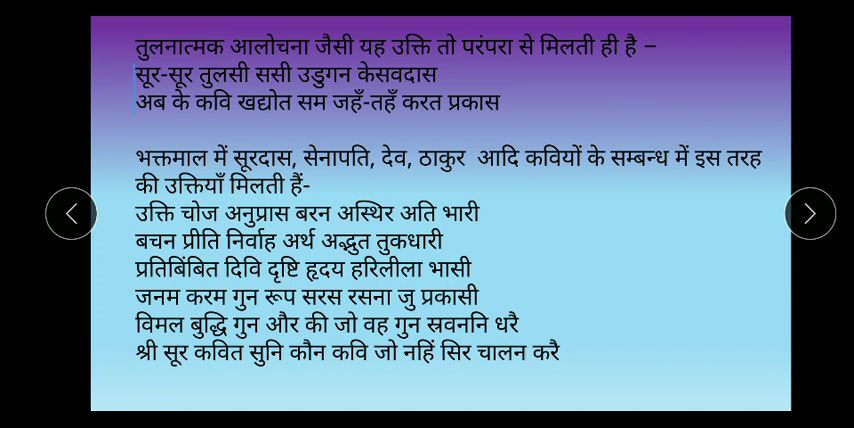 तुलनात्मक आलोचना जैसी यह उक्ति तो परंपरा से मिलती ही है –
सूर-सूर तुलसी ससी उडुगन केसवदास
अब के कवि खद्योत सम जहँ-तहँ करत प्रकास
भक्तमाल में सूरदास, सेनापति, देव, ठाकुर आदि कवियों के सम्बन्ध में इस तरह
की उक्तियाँ मिलती हैं-
उक्ति चोज अनुप्रास बरन अस्थिर अति भारी
बचन प्रीति निर्वाह अर्थ अद्भुत तुकधारी
प्रतिबिंबित दिवि दृष्टि हृदय हरिलीला भासी
जनम करम गुन रूप सरस रसना जु प्रकासी
विमल बुद्धि गुन और की जो वह गुन स्रवननि धरै
श्री सूर कवित सुनि कौन कवि जो नहिं सिर चालन करै